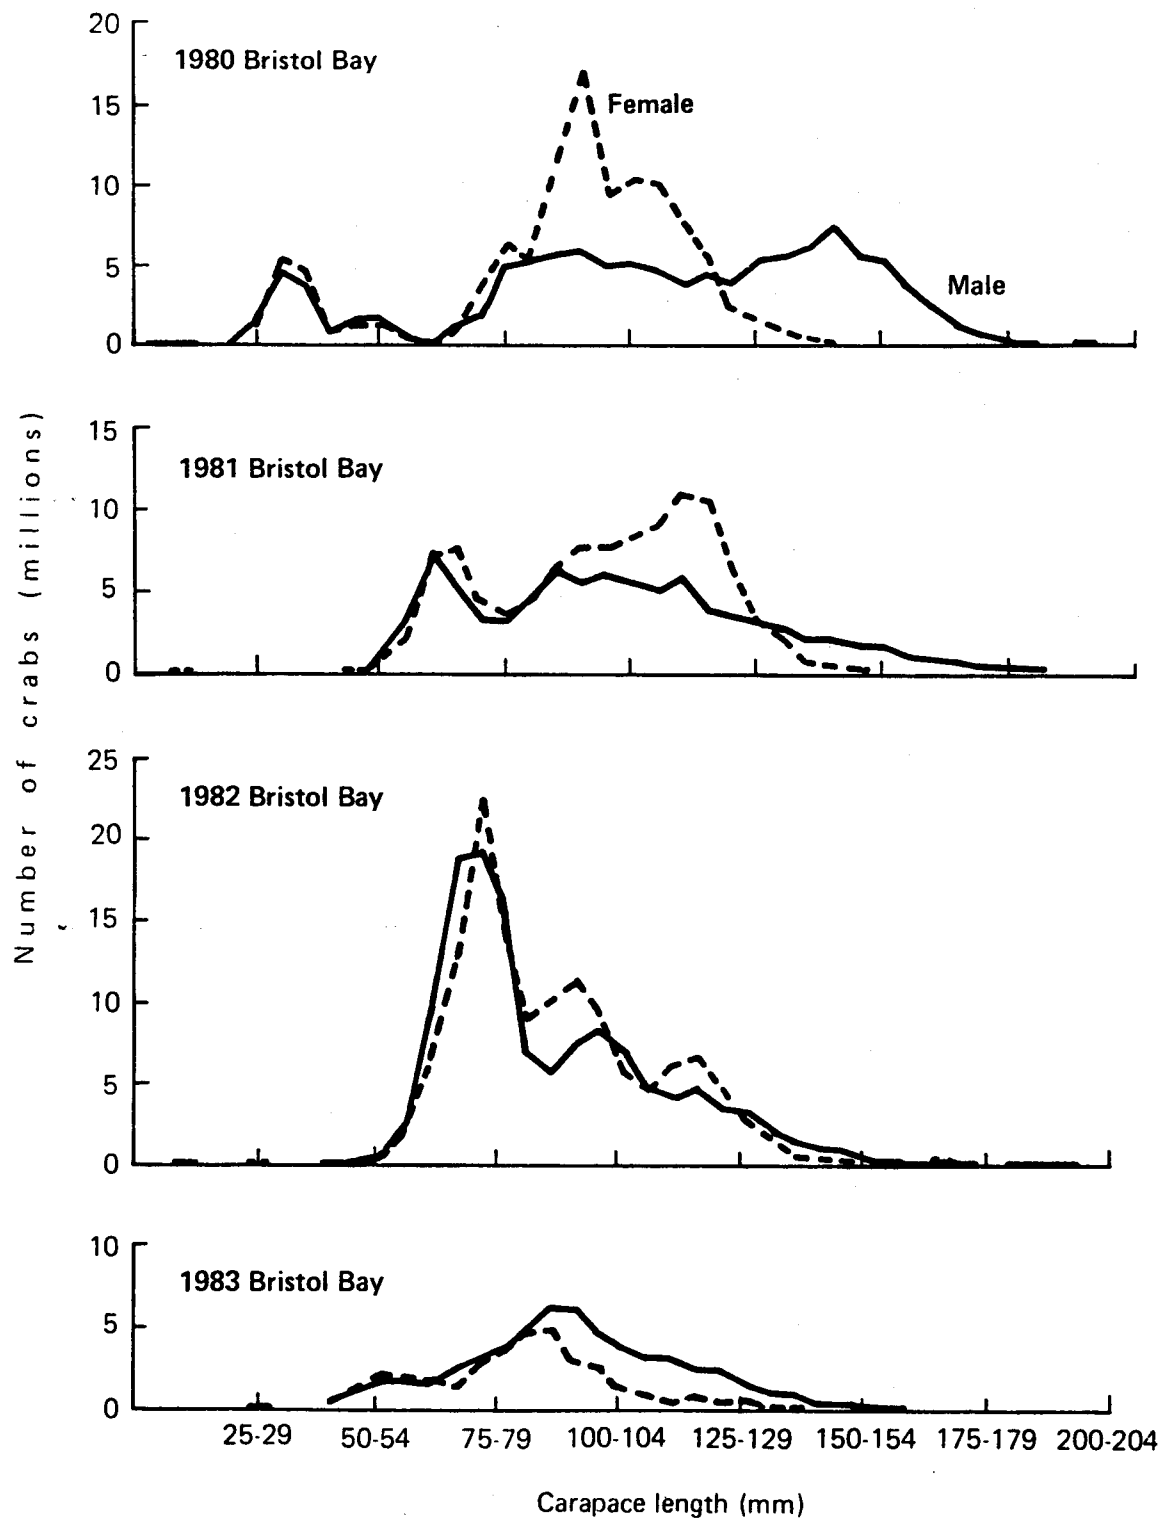 20
1980 Bristol Bay
15
Female
10
5
Male
0
Number of crabs (millions)
15
1981 Bristol Bay
10
5
0
25
1982 Bristol Bay
20
15
10
5
0
10
1983 Bristol Bay
5
0
25-29 50-54 75-79 100-104 125-129 150-154 175-179 200-204
Carapace length (mm)